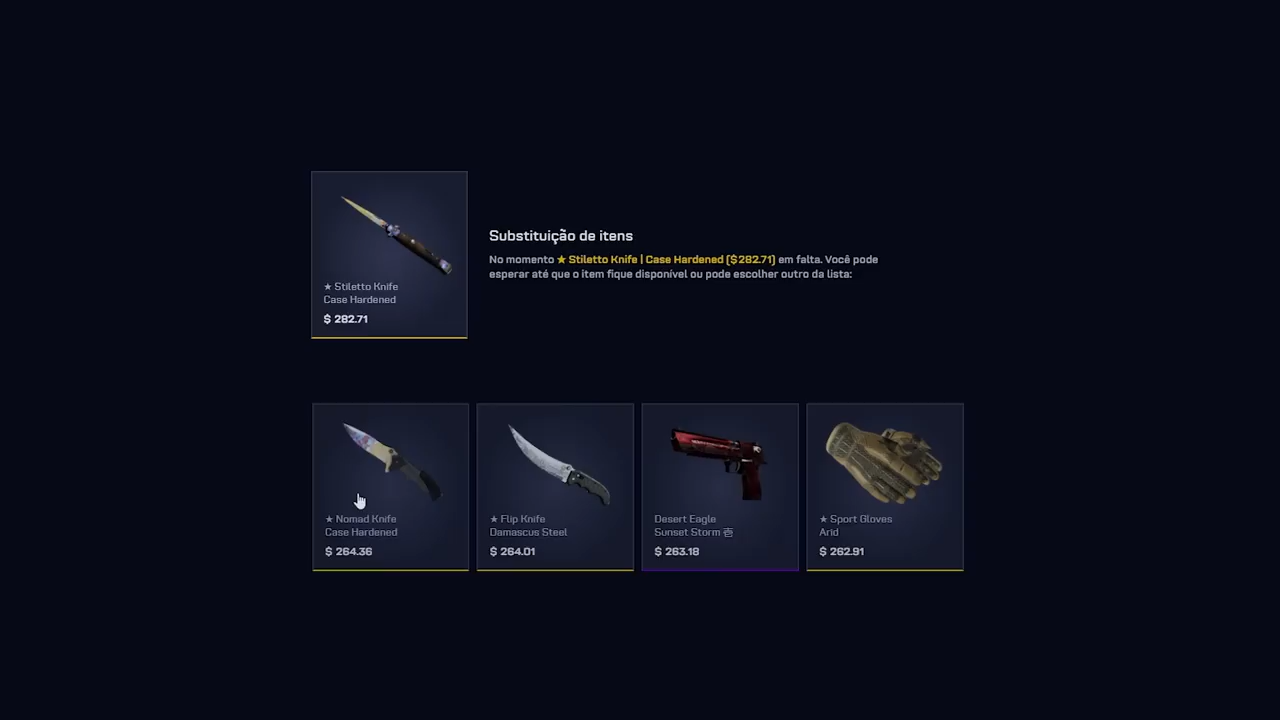 Substituição de itens
No momento ★ Stiletto Knife | Case Hardened ($282.71) em falta. Você pode
esperar até que o item fique disponível ou pode escolher outro da lista:
★ Stiletto Knife
Case Hardened
$ 282.71
★ Nomad Knife
Case Hardened
$ 264.36
★ Flip Knife
Damascus Steel
$ 264.01
Desert Eagle
Sunset Storm 壱
$ 263.18
★ Sport Gloves
Arid
$ 262.91